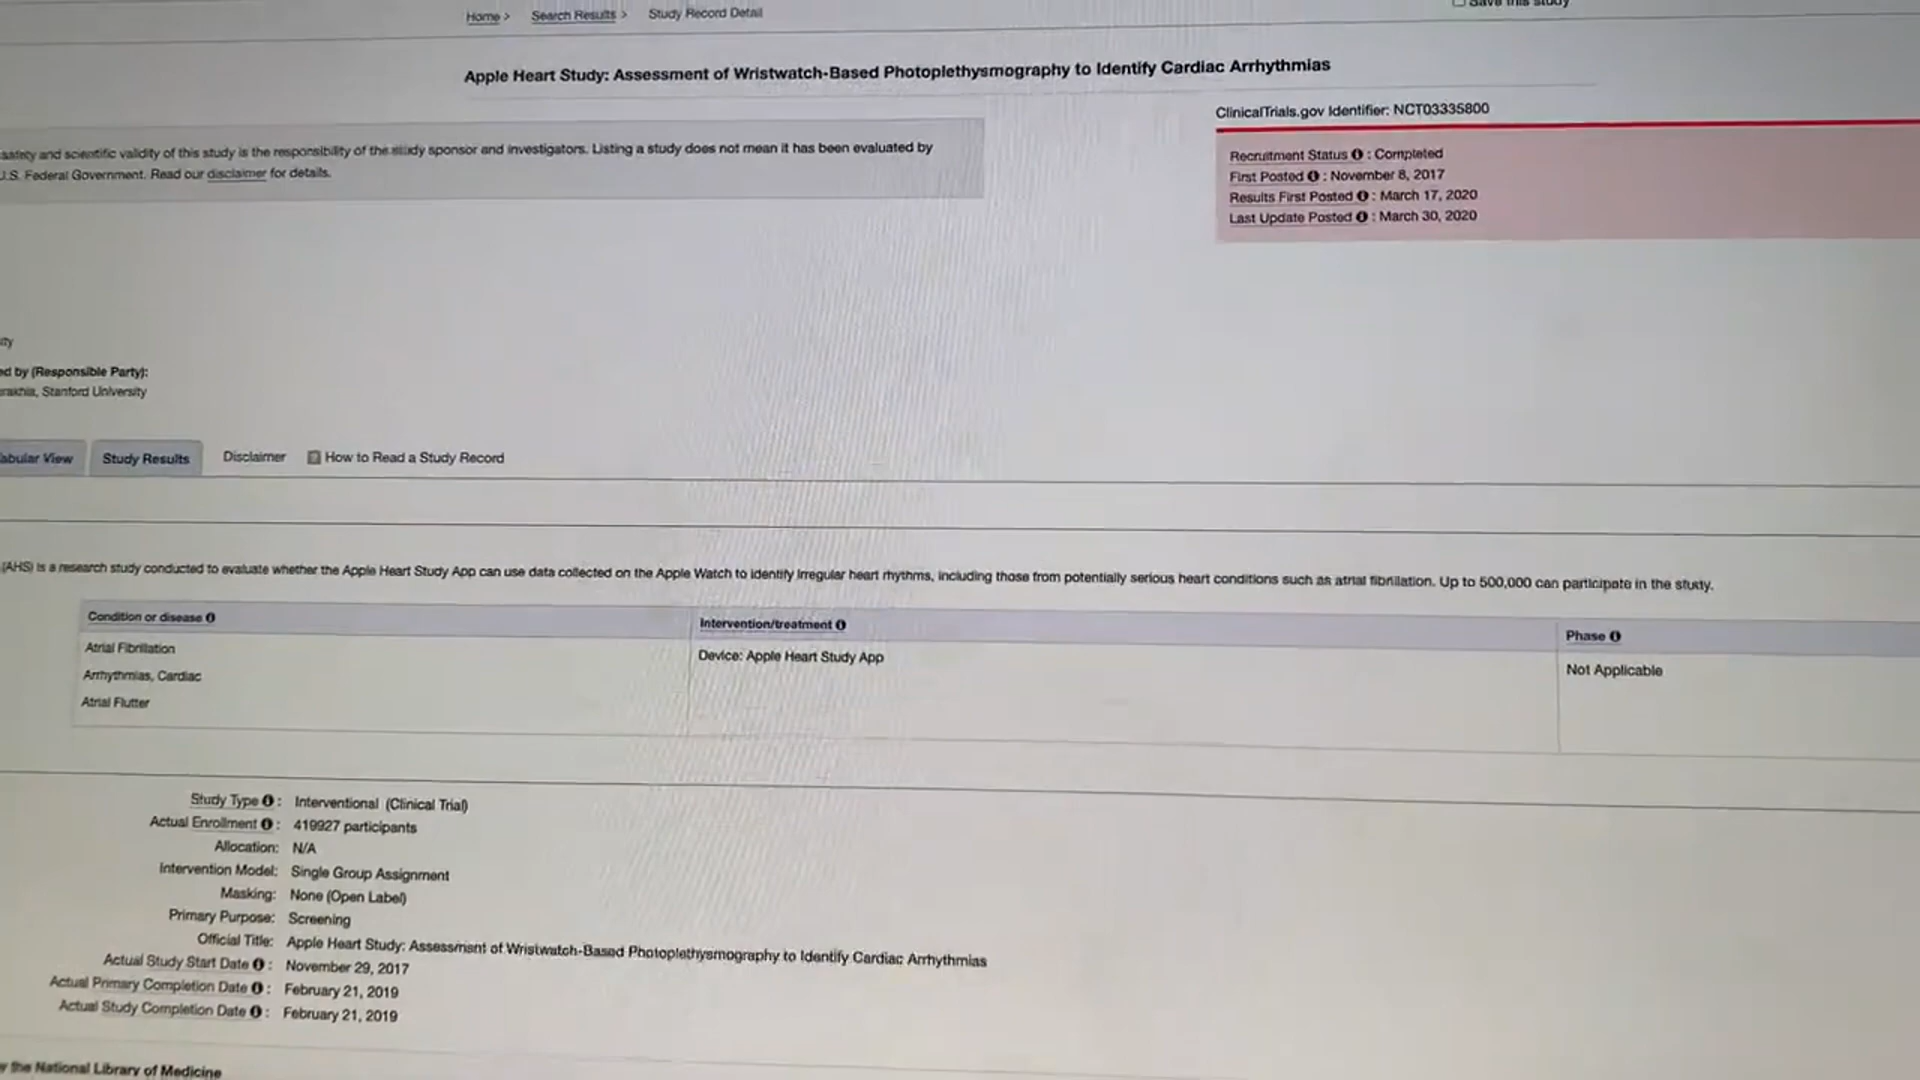 Home > Search Results > Study Record Detail
Save this study
Apple Heart Study: Assessment of Wristwatch-Based Photoplethysmography to Identify Cardiac Arrhythmias
ClinicalTrials.gov Identifier: NCT03335800
safety and scientific validity of this study is the responsibility of the study sponsor and investigators. Listing a study does not mean it has been evaluated by
U.S. Federal Government. Read our disclaimer for details.
Recruitment Status : Completed
First Posted : November 8, 2017
Results First Posted : March 17, 2020
Last Update Posted : March 30, 2020
by (Responsible Party):
Stanford University
Tabular View Study Results Disclaimer How to Read a Study Record
(AHS) is a research study conducted to evaluate whether the Apple Heart Study App can use data collected on the Apple Watch to identify irregular heart rhythms, including those from potentially serious heart conditions such as atrial fibrillation. Up to 500,000 can participate in the study.
Condition or disease Intervention/treatment Phase
Atrial Fibrillation Device: Apple Heart Study App Not Applicable
Arrhythmias, Cardiac
Atrial Flutter
Study Type : Interventional (Clinical Trial)
Actual Enrollment : 419927 participants
Allocation: N/A
Intervention Model: Single Group Assignment
Masking: None (Open Label)
Primary Purpose: Screening
Official Title: Apple Heart Study: Assessment of Wristwatch-Based Photoplethysmography to Identify Cardiac Arrhythmias
Actual Study Start Date : November 29, 2017
Actual Primary Completion Date : February 21, 2019
Actual Study Completion Date : February 21, 2019
the National Library of Medicine